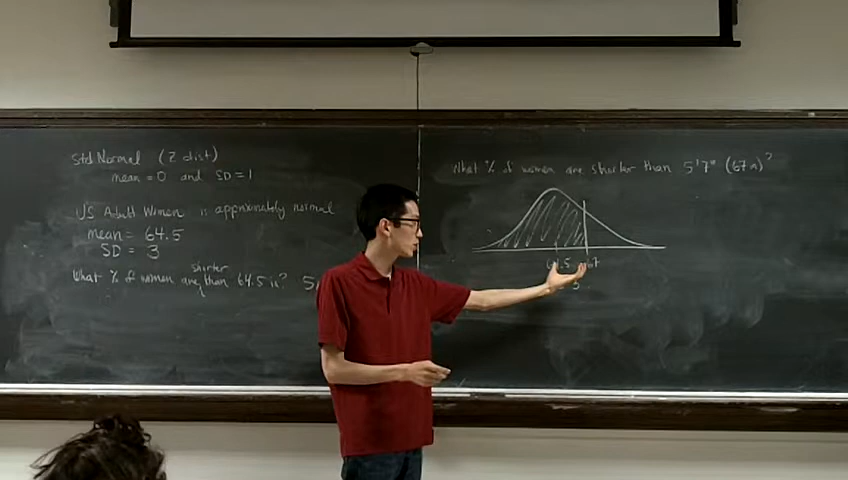 Std Normal (Z dist)
mean = 0 and SD = 1
US Adult Women is approximately normal
mean = 64.5
SD = 3
What % of women are shorter than 64.5 in?
What % of women are shorter than 5'7" (67 in)?
67